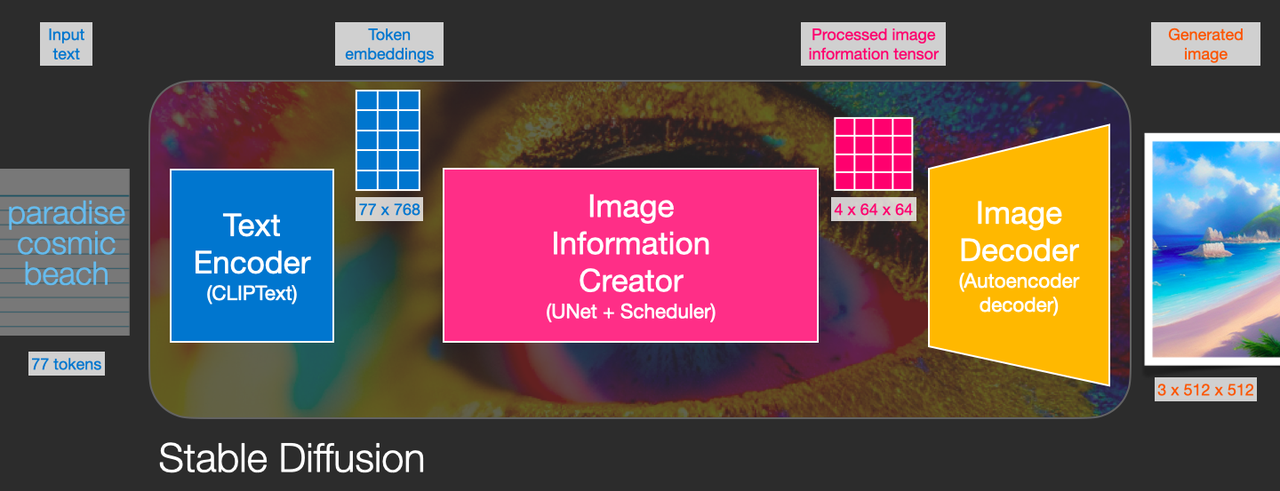 Input
text
Token
embeddings
Processed image
information tensor
Generated
image
paradise
cosmic
beach
77 tokens
Text
Encoder
(CLIPText)
77 x 768
Image
Information
Creator
(UNet + Scheduler)
4 x 64 x 64
Image
Decoder
(Autoencoder
decoder)
3 x 512 x 512
Stable Diffusion